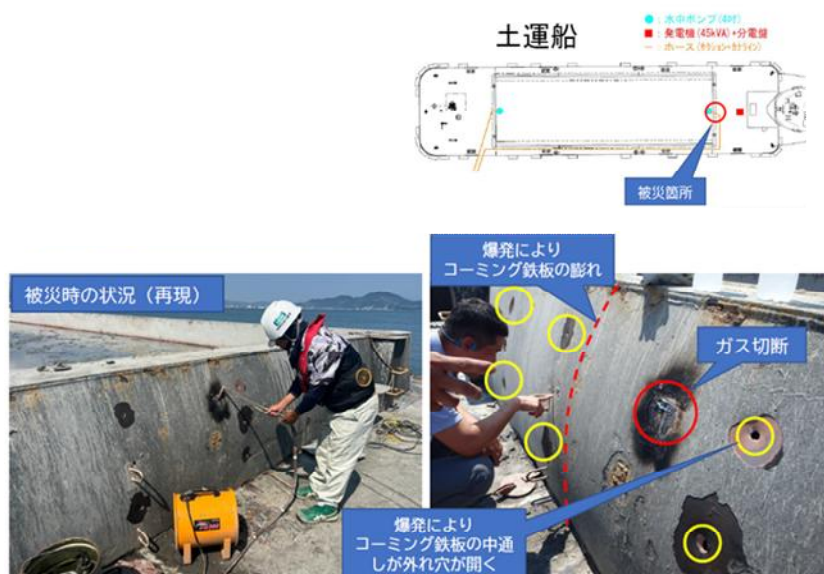 土運船
：水中ポンプ(4吋)
：発電機(45kVA)+分電盤
被災箇所
被災時の状況（再現）
爆発により
コーミング鉄板の膨れ
ガス切断
爆発により
コーミング鉄板の中通
しが外れ穴が開く